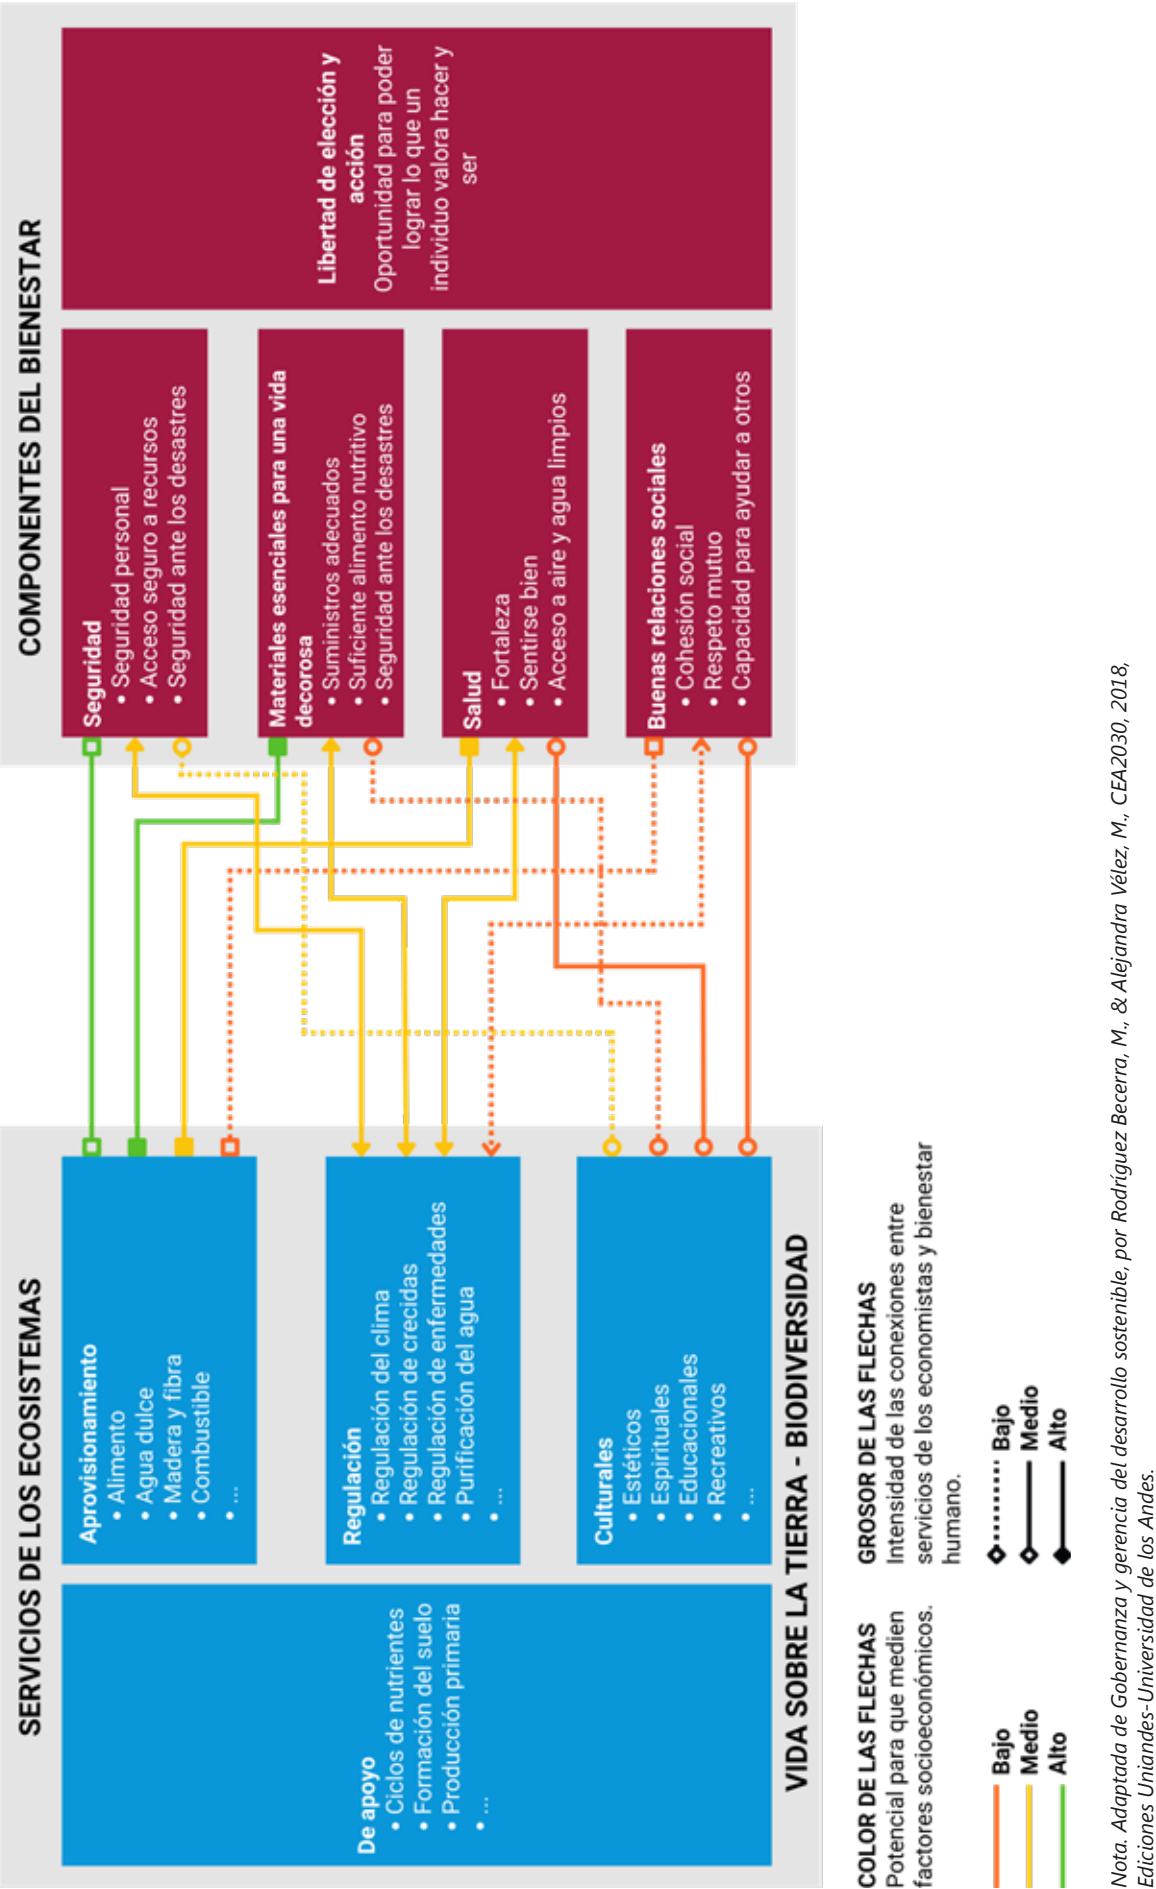 SERVICIOS DE LOS ECOSISTEMAS
De apoyo
• Ciclos de nutrientes
• Formación del suelo
• Producción primaria
• ...
Aprovisionamiento
• Alimento
• Agua dulce
• Madera y fibra
• Combustible
• ...
Regulación
• Regulación del clima
• Regulación de crecidas
• Regulación de enfermedades
• Purificación del agua
• ...
Culturales
• Estéticos
• Espirituales
• Educacionales
• Recreativos
• ...
VIDA SOBRE LA TIERRA - BIODIVERSIDAD
COMPONENTES DEL BIENESTAR
Seguridad
• Seguridad personal
• Acceso seguro a recursos
• Seguridad ante los desastres
Materiales esenciales para una vida
decorosa
• Suministros adecuados
• Suficiente alimento nutritivo
• Seguridad ante los desastres
Salud
• Fortaleza
• Sentirse bien
• Acceso a aire y agua limpios
Buenas relaciones sociales
• Cohesión social
• Respeto mutuo
• Capacidad para ayudar a otros
Libertad de elección y
acción
Oportunidad para poder
lograr lo que un
individuo valora hacer y
ser
COLOR DE LAS FLECHAS
Potencial para que medien
factores socioeconómicos.
Bajo
Medio
Alto
GROSOR DE LAS FLECHAS
Intensidad de las conexiones entre
servicios de los economistas y bienestar
humano.
Bajo
Medio
Alto
Nota. Adaptada de Gobernanza y gerencia del desarrollo sostenible, por Rodríguez Becerra, M., & Alejandra Vélez, M., CEA2030, 2018,
Ediciones Uniandes-Universidad de los Andes.